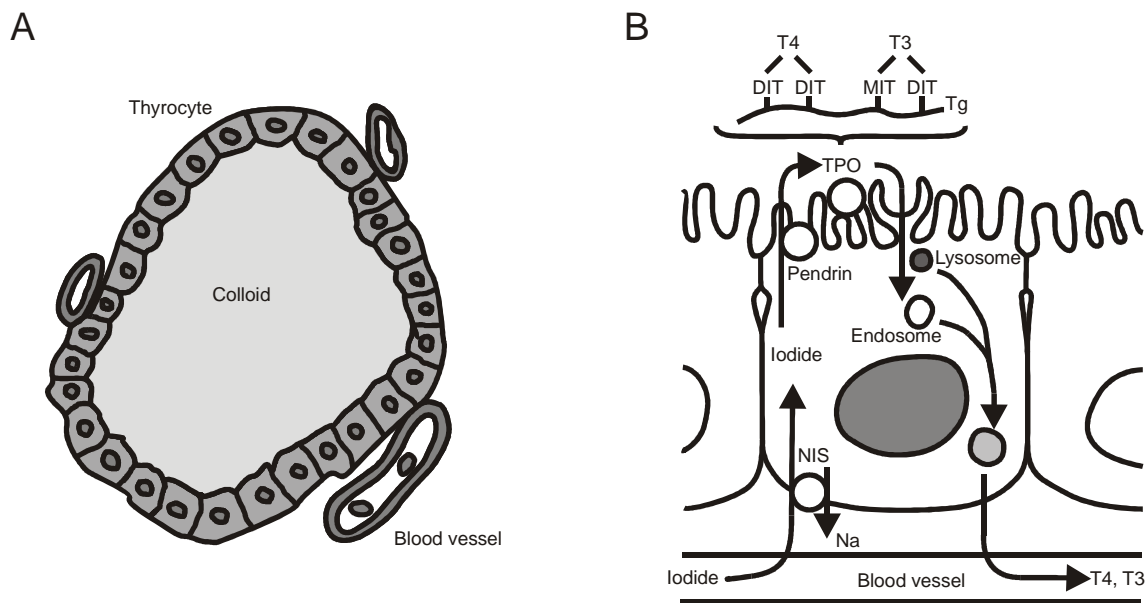 A
Thyrocyte
Colloid
Blood vessel
B
T4 T3
DIT DIT MIT DIT
Tg
TPO
Pendrin
Lysosome
Endosome
Iodide
NIS
Na
Iodide
Blood vessel
T4, T3